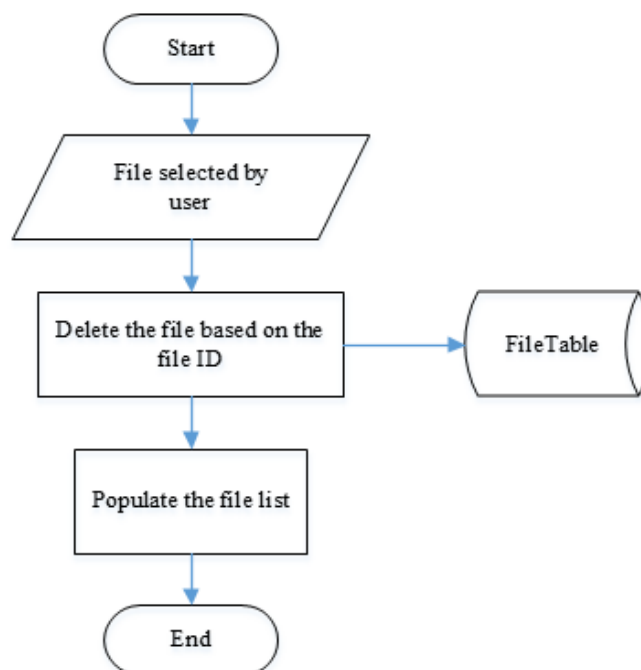 Start
File selected by
user
Delete the file based on the
file ID
FileTable
Populate the file list
End